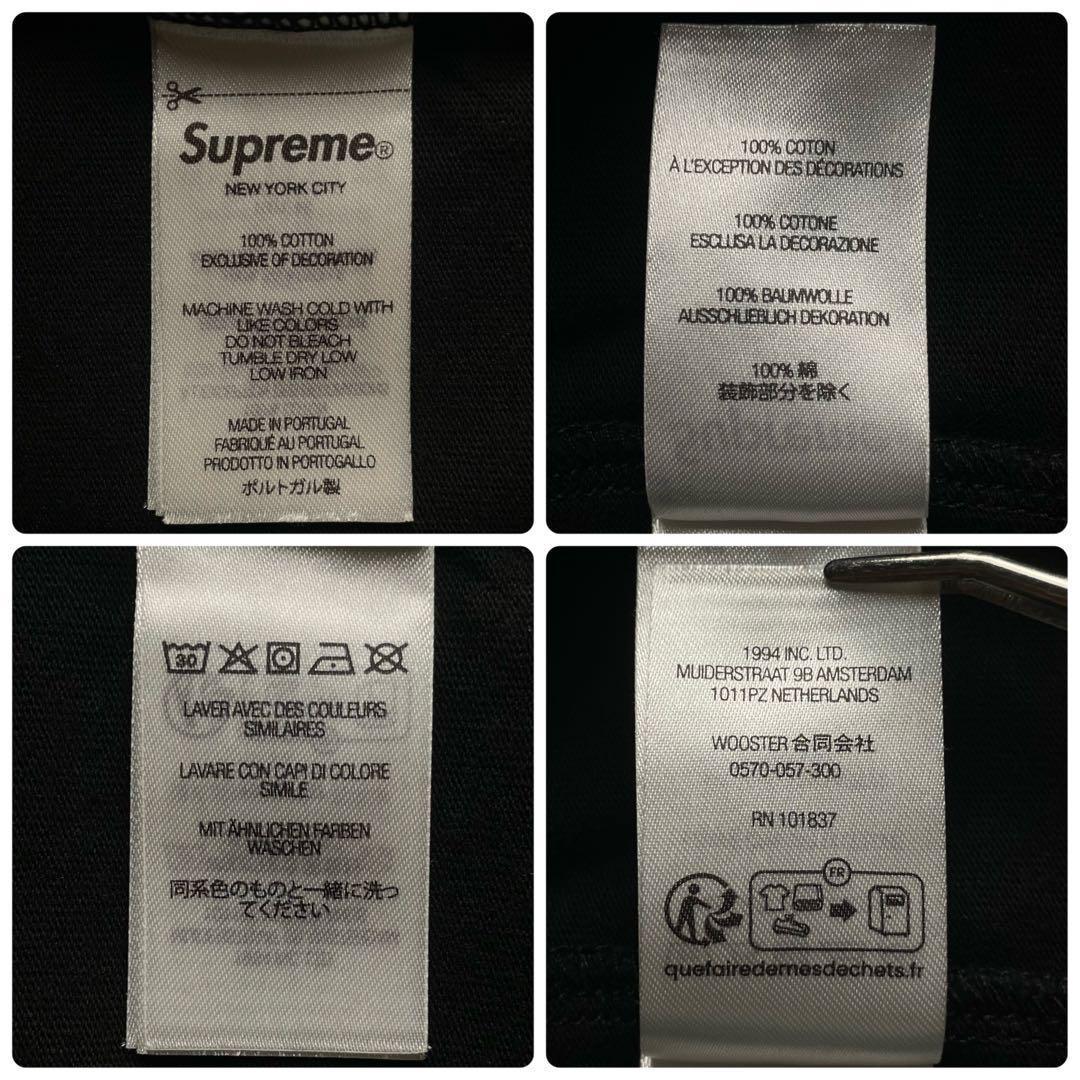 Supreme®
NEW YORK CITY
100% COTTON
EXCLUSIVE OF DECORATION
MACHINE WASH COLD WITH
LIKE COLORS
DO NOT BLEACH
TUMBLE DRY LOW
LOW IRON
MADE IN PORTUGAL
FABRIQUÉ AU PORTUGAL
PRODOTTO IN PORTOGALLO
ポルトガル製
100% COTON
À L'EXCEPTION DES DÉCORATIONS
100% COTONE
ESCLUSA LA DECORAZIONE
100% BAUMWOLLE
AUSSCHLIEBLICH DEKORATION
100% 綿
装飾部分を除く
30
LAVER AVEC DES COULEURS
SIMILAIRES
LAVARE CON CAPI DI COLORE
SIMILE
MIT ÄHNLICHEN FARBEN
WASCHEN
同系色のものと一緒に洗っ
てください
1994 INC. LTD.
MUIDERSTRAAT 9B AMSTERDAM
1011PZ NETHERLANDS
WOOSTER 合同会社
0570-057-300
RN 101837
FR
quefairedemesdechets.fr